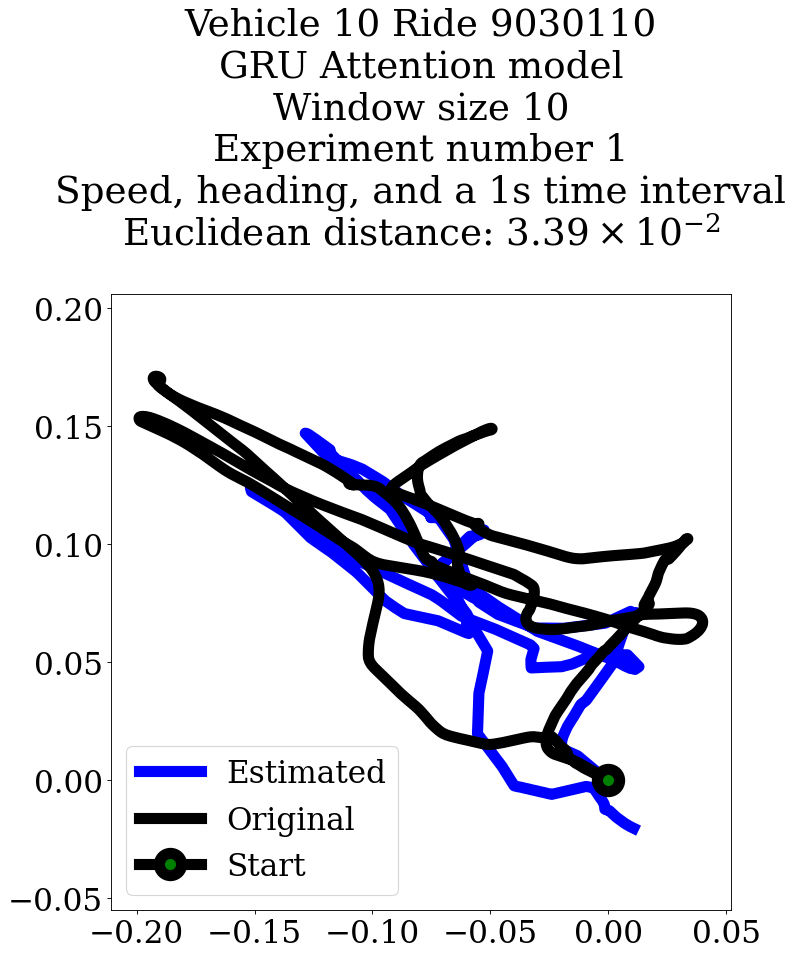 Vehicle 10 Ride 9030110
GRU Attention model
Window size 10
Experiment number 1
Speed, heading, and a 1s time interval
Euclidean distance: 3.39 × 10⁻²
0.20
0.15
0.10
0.05
0.00
−0.05
Estimated
Original
Start
−0.20 −0.15 −0.10 −0.05 0.00 0.05